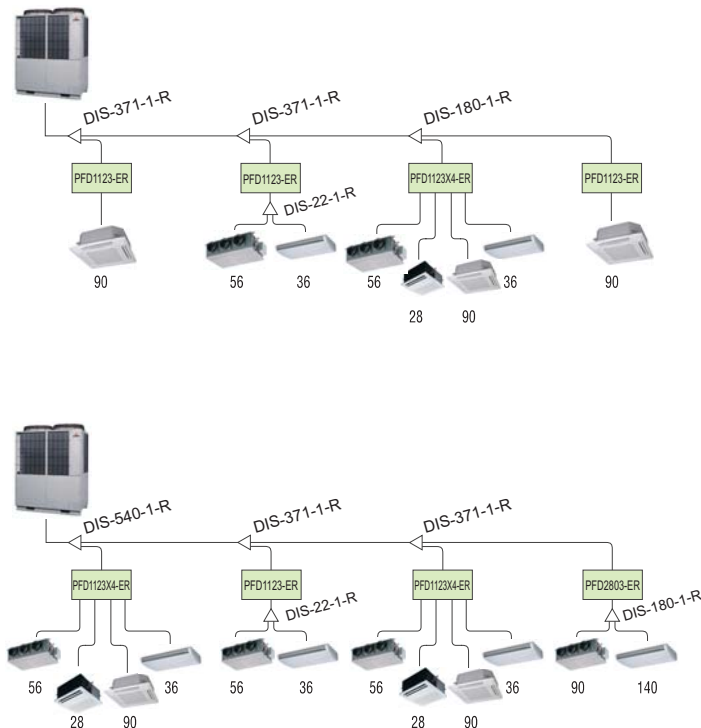 DIS-371-1-R
DIS-371-1-R
DIS-180-1-R
PFD1123-ER
PFD1123-ER
PFD1123X4-ER
PFD1123-ER
DIS-22-1-R
90
56
36
56
36
90
28
90
DIS-540-1-R
DIS-371-1-R
DIS-371-1-R
PFD1123X4-ER
PFD1123-ER
PFD1123X4-ER
PFD2803-ER
DIS-22-1-R
DIS-180-1-R
56
36
56
36
56
36
90
140
28
90
28
90